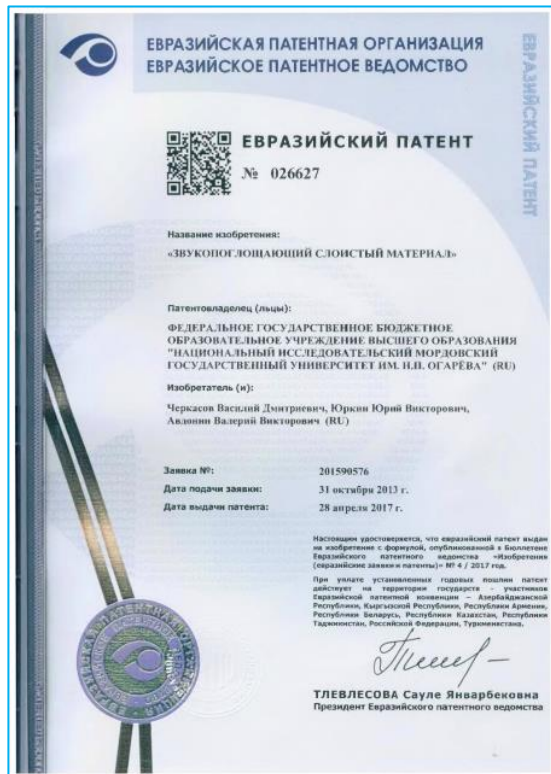 ЕВРАЗИЙСКАЯ ПАТЕНТНАЯ ОРГАНИЗАЦИЯ
ЕВРАЗИЙСКОЕ ПАТЕНТНОЕ ВЕДОМСТВО
ЕВРАЗИЙСКИЙ ПАТЕНТ
ЕВРАЗИЙСКИЙ ПАТЕНТ
№ 026627
Название изобретения:
«ЗВУКОПОГЛОЩАЮЩИЙ СЛОИСТЫЙ МАТЕРИАЛ»
Патентовладелец (льцы):
ФЕДЕРАЛЬНОЕ ГОСУДАРСТВЕННОЕ БЮДЖЕТНОЕ
ОБРАЗОВАТЕЛЬНОЕ УЧРЕЖДЕНИЕ ВЫСШЕГО ОБРАЗОВАНИЯ
"НАЦИОНАЛЬНЫЙ ИССЛЕДОВАТЕЛЬСКИЙ МОРДОВСКИЙ
ГОСУДАРСТВЕННЫЙ УНИВЕРСИТЕТ ИМ. Н.П. ОГАРЁВА" (RU)
Изобретатель (и):
Черкасов Василий Дмитриевич, Юркин Юрий Викторович,
Авдонин Валерий Викторович (RU)
Заявка №: 201590576
Дата подачи заявки: 31 октября 2013 г.
Дата выдачи патента: 28 апреля 2017 г.
Настоящим удостоверяется, что евразийский патент выдан
на изобретение с формулой, опубликованной в Бюллетене
Евразийского патентного ведомства «Изобретения
(евразийские заявки и патенты)» № 4 / 2017 год.
При уплате установленных годовых пошлин патент
действует на территории государств - участников
Евразийской патентной конвенции – Азербайджанской
Республики, Кыргызской Республики, Республики Армения,
Республики Беларусь, Республики Казахстан, Республики
Таджикистан, Российской Федерации, Туркменистана.
ТЛЕВЛЕСОВА Сауле Январбековна
Президент Евразийского патентного ведомства